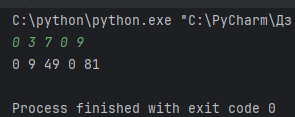 C:\python\python.exe "C:\PyCharm\Дз
0 3 7 0 9
0 9 49 0 81
Process finished with exit code 0